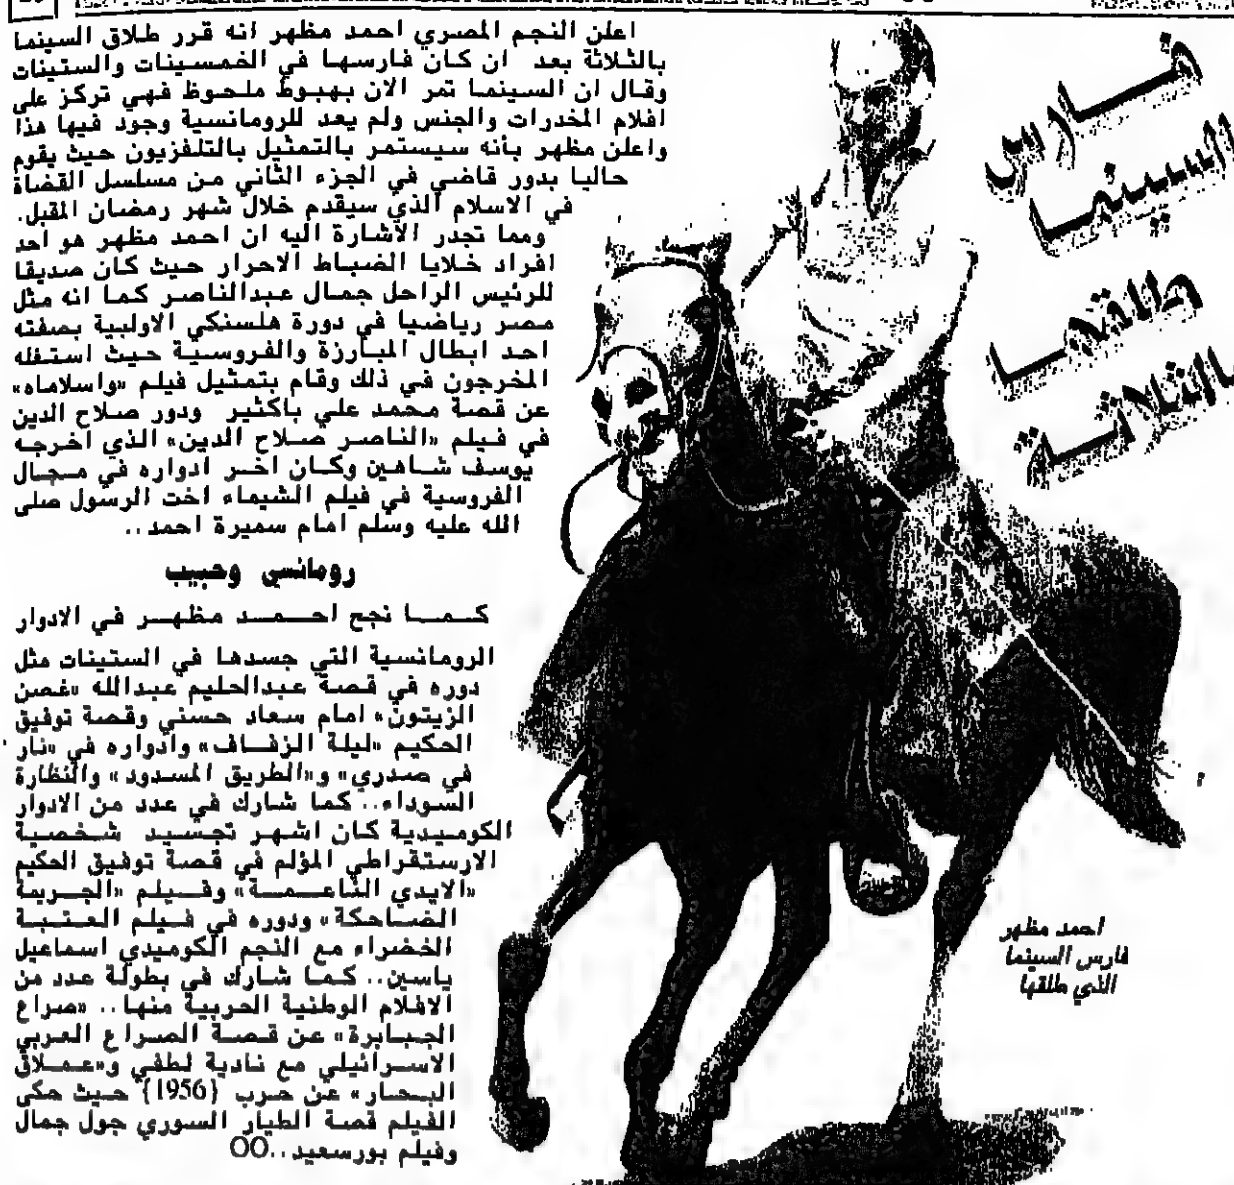 فارس
السينما
طلقها
بالثلاثة
اعلن النجم المصري احمد مظهر انه قرر طلاق السينما
بالثلاثة بعد ان كان فارسها في الخمسينات والستينات
وقال ان السينما تمر الان بهبوط ملحوظ فهي تركز على
افلام المخدرات والجنس ولم يعد للرومانسية وجود فيها هذا
واعلن مظهر بأنه سيستمر بالتمثيل بالتلفزيون حيث يقوم
حاليا بدور قاضي في الجزء الثاني من مسلسل القضاة
في الاسلام الذي سيقدم خلال شهر رمضان المقبل.
ومما تجدر الاشارة اليه ان احمد مظهر هو احد
افراد خلايا الضباط الاحرار حيث كان صديقا
للرئيس الراحل جمال عبدالناصر كما انه مثل
مصر رياضيا في دورة هلسنكي الاولبية بصفته
احد ابطال المبارزة والفروسية حيث استغله
المخرجون في ذلك وقام بتمثيل فيلم «واسلاماه»
عن قصة محمد علي باكثير ودور صلاح الدين
في فيلم «الناصر صلاح الدين» الذي اخرجه
يوسف شاهين وكان اخر ادواره في مجال
الفروسية في فيلم الشيماء اخت الرسول صلى
الله عليه وسلم امام سميرة احمد..
رومانسي وحبيب
كما نجح احمد مظهر في الادوار
الرومانسية التي جسدها في الستينات مثل
دوره في قصة عبدالحليم عبدالله «غصن
الزيتون» امام سعاد حسني وقصة توفيق
الحكيم «ليلة الزفاف» وادواره في «نار
في صدري» و«الطريق المسدود» والنظارة
السوداء.. كما شارك في عدد من الادوار
الكوميدية كان اشهر تجسيد شخصية
الارستقراطي المؤلم في قصة توفيق الحكيم
«الايدي الناعمة» وفيلم «الجريمة
الضاحكة» ودوره في فيلم العتبة
الخضراء مع النجم الكوميدي اسماعيل
ياسين.. كما شارك في بطولة عدد من
الافلام الوطنية الحربية منها.. «صراع
الجبابرة» عن قصة الصراع العربي
الاسرائيلي مع نادية لطفي و«عملاق
البحار» عن حرب {1956} حيث حكى
الفيلم قصة الطيار السوري جول جمال
وفيلم بورسعيد..OO
احمد مظهر
فارس السينما
التي طلقها